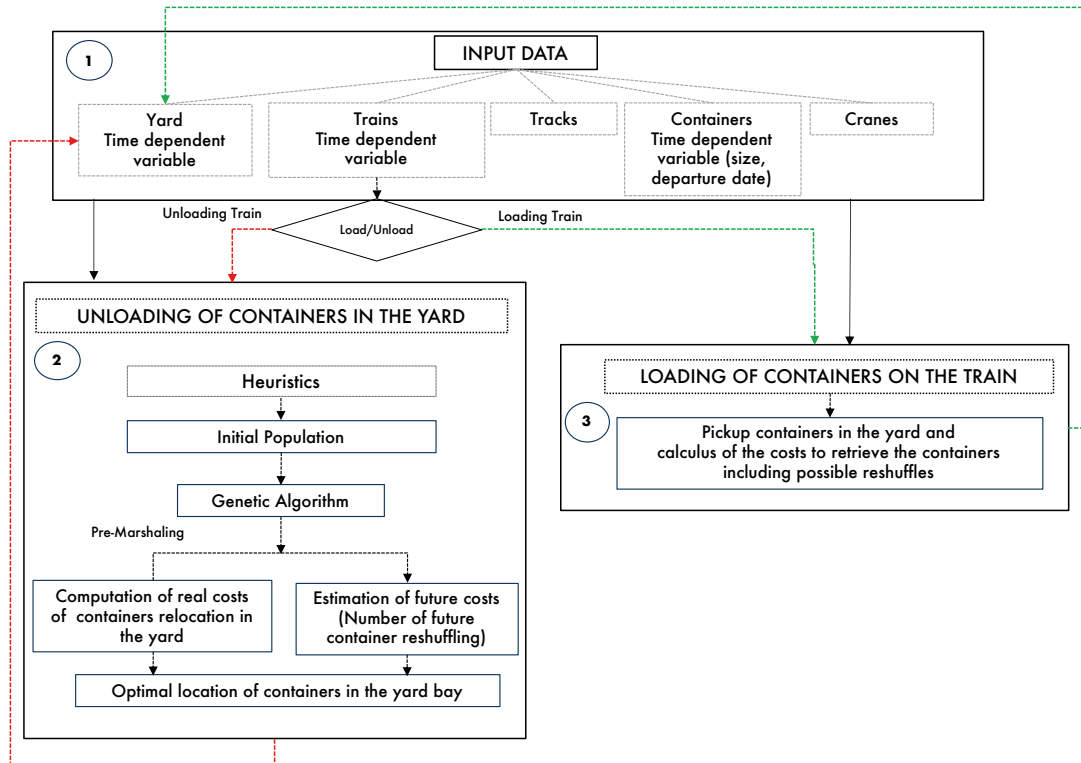 1
INPUT DATA
Yard
Time dependent
variable
Trains
Time dependent
variable
Tracks
Containers
Time dependent
variable (size,
departure date)
Cranes
Unloading Train
Load/Unload
Loading Train
UNLOADING OF CONTAINERS IN THE YARD
2
Heuristics
Initial Population
Genetic Algorithm
Pre-Marshaling
Computation of real costs
of containers relocation in
the yard
Estimation of future costs
(Number of future
container reshuffling)
Optimal location of containers in the yard bay
LOADING OF CONTAINERS ON THE TRAIN
3
Pickup containers in the yard and
calculus of the costs to retrieve the containers
including possible reshuffles